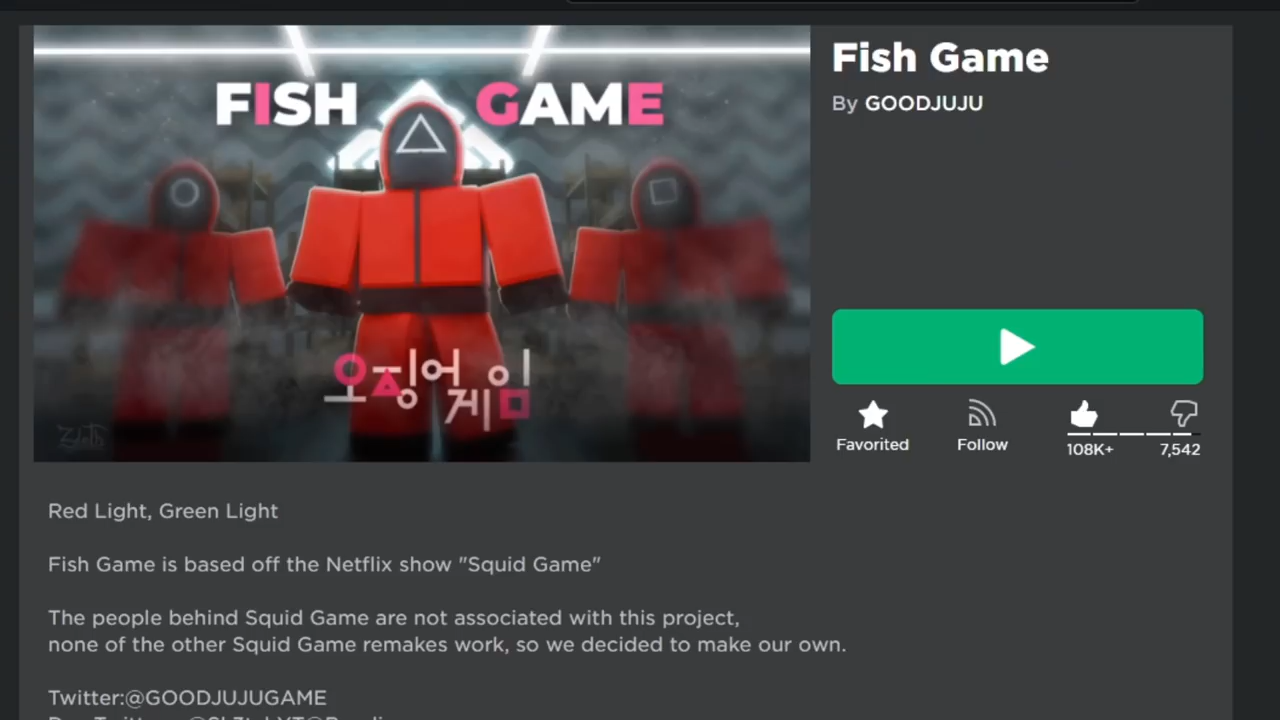 FISH GAME
오징어
게임
Fish Game
By GOODJUJU
Favorited
Follow
108K+
7,542
Red Light, Green Light
Fish Game is based off the Netflix show "Squid Game"
The people behind Squid Game are not associated with this project,
none of the other Squid Game remakes work, so we decided to make our own.
Twitter:@GOODJUJUGAME